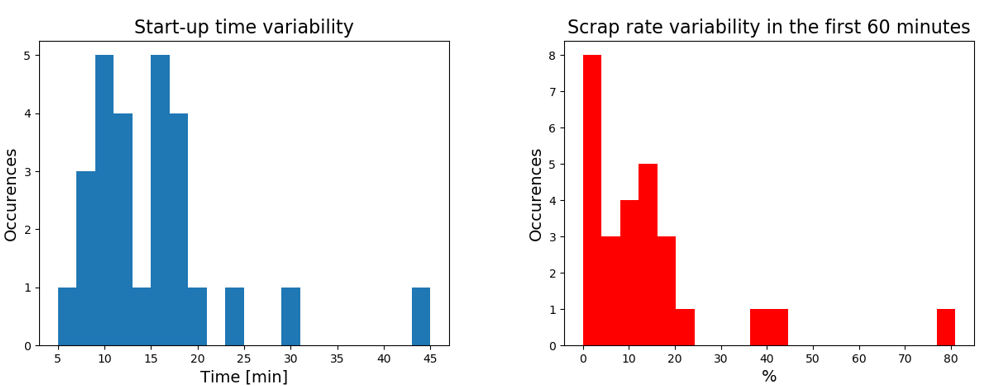 Start-up time variability
5
4
3
2
1
0
Occurences
5 10 15 20 25 30 35 40 45
Time [min]
Scrap rate variability in the first 60 minutes
8
7
6
5
4
3
2
1
0
Occurences
0 10 20 30 40 50 60 70 80
%